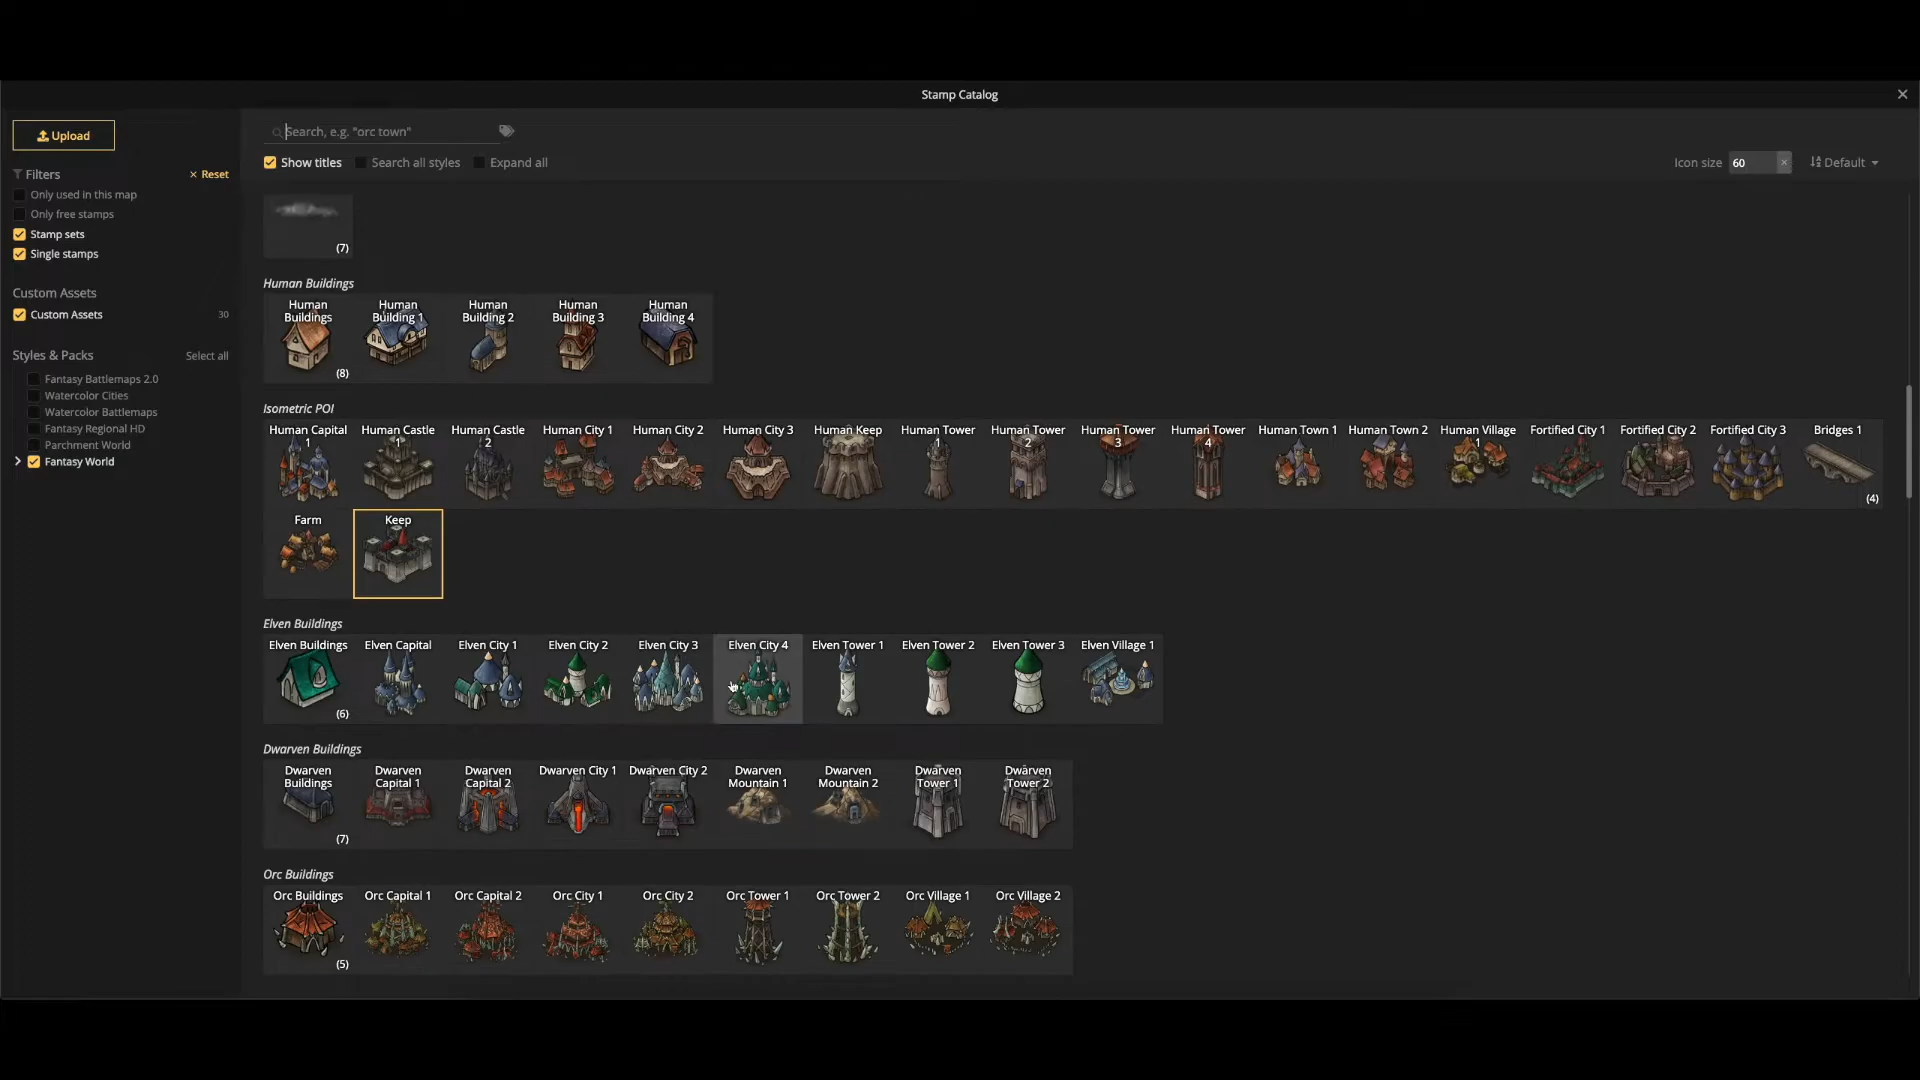 Stamp Catalog
Upload
Search, e.g. "orc town"
Show titles
Search all styles
Expand all
Icon size 60
Default
Filters
Reset
Only used in this map
Only free stamps
Stamp sets
Single stamps
Custom Assets
Custom Assets 30
Styles & Packs
Select all
Fantasy Battlemaps 2.0
Watercolor Cities
Watercolor Battlemaps
Fantasy Regional HD
Parchment World
Fantasy World
(7)
Human Buildings
Human Buildings
(8)
Human Building 1
Human Building 2
Human Building 3
Human Building 4
Isometric POI
Human Capital 1
Human Castle 1
Human Castle 2
Human City 1
Human City 2
Human City 3
Human Keep
Human Tower 1
Human Tower 2
Human Tower 3
Human Tower 4
Human Town 1
Human Town 2
Human Village 1
Fortified City 1
Fortified City 2
Fortified City 3
Bridges 1
(4)
Farm
Keep
Elven Buildings
Elven Buildings
(6)
Elven Capital
Elven City 1
Elven City 2
Elven City 3
Elven City 4
Elven Tower 1
Elven Tower 2
Elven Tower 3
Elven Village 1
Dwarven Buildings
Dwarven Buildings
(7)
Dwarven Capital 1
Dwarven Capital 2
Dwarven City 1
Dwarven City 2
Dwarven Mountain 1
Dwarven Mountain 2
Dwarven Tower 1
Dwarven Tower 2
Orc Buildings
Orc Buildings
(5)
Orc Capital 1
Orc Capital 2
Orc City 1
Orc City 2
Orc Tower 1
Orc Tower 2
Orc Village 1
Orc Village 2